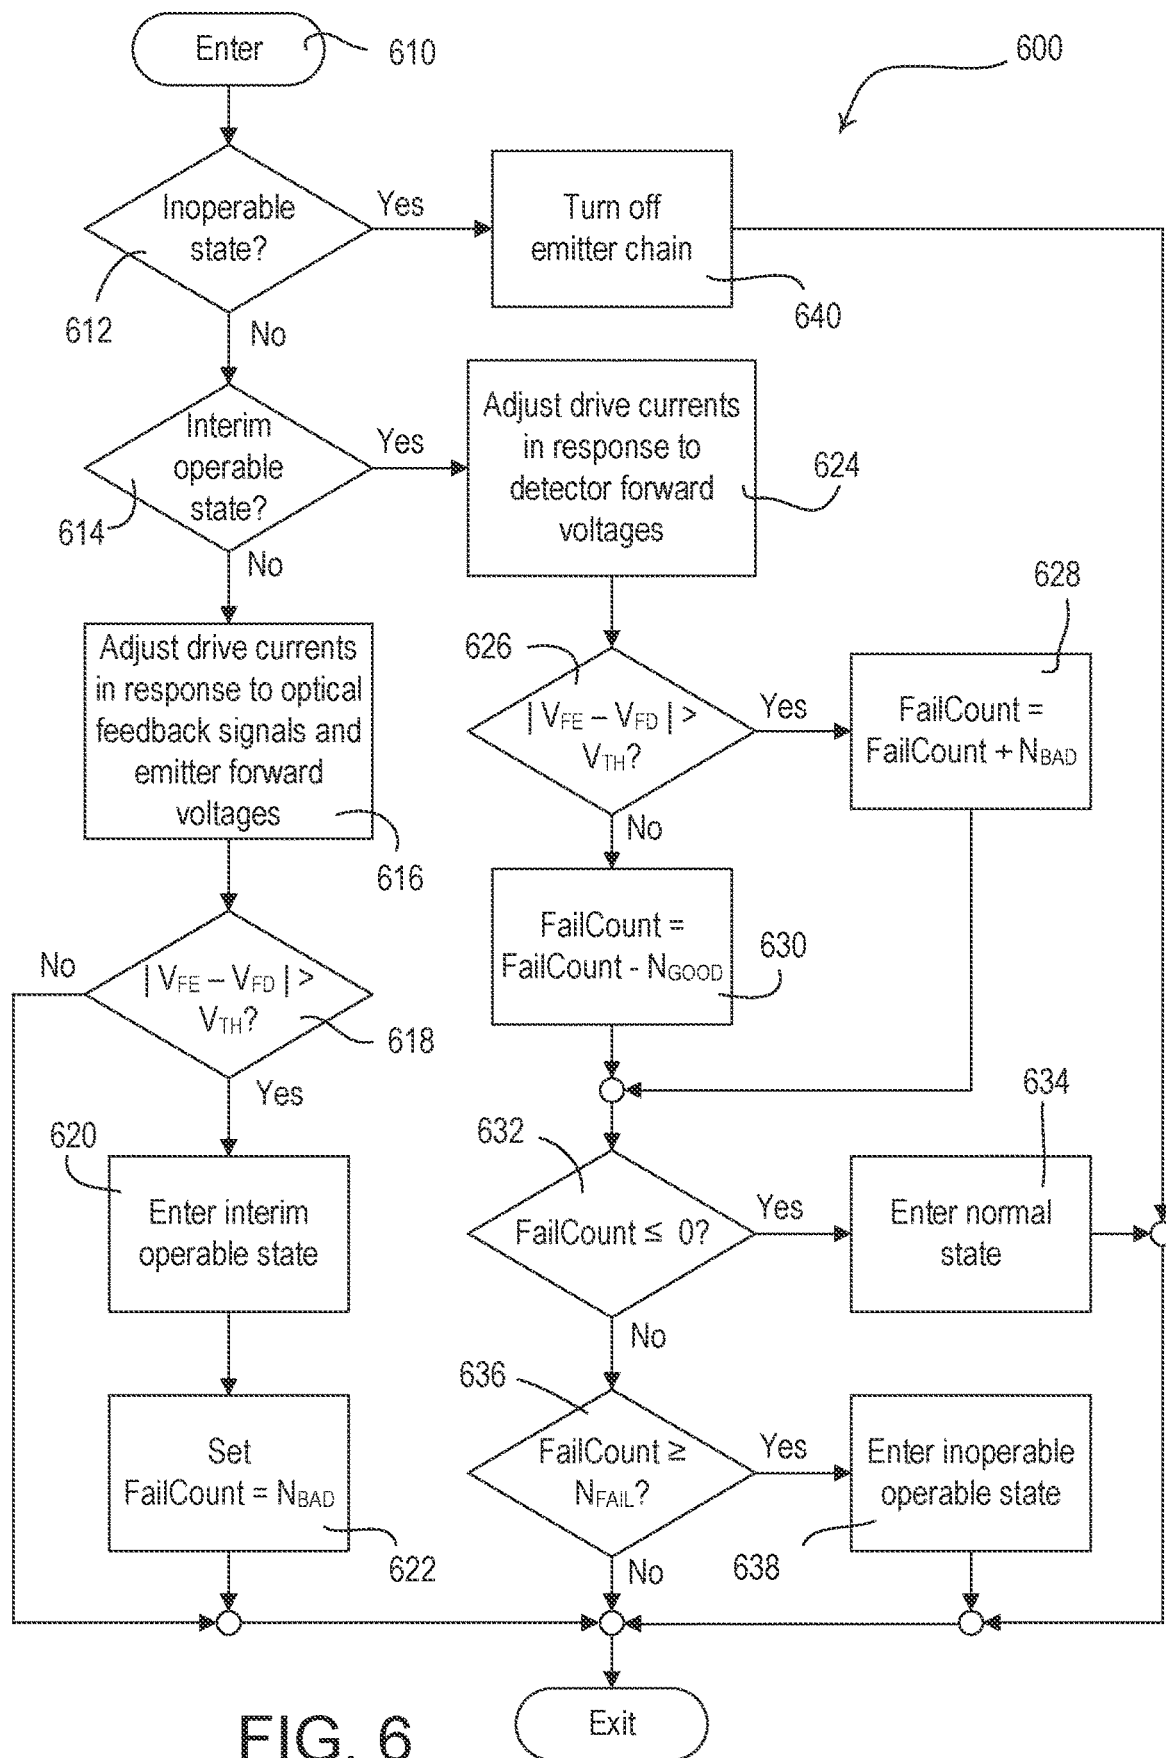 Enter
610
600
Inoperable
state?
612
Yes
No
Turn off
emitter chain
640
Interim
operable
state?
614
Yes
No
Adjust drive currents
in response to
detector forward
voltages
624
Adjust drive currents
in response to optical
feedback signals and
emitter forward
voltages
616
626
| VFE – VFD | >
VTH?
Yes
No
628
FailCount =
FailCount + NBAD
FailCount =
FailCount - NGOOD
630
No
| VFE – VFD | >
VTH?
618
Yes
620
Enter interim
operable state
Set
FailCount = NBAD
622
632
FailCount ≤ 0?
Yes
No
634
Enter normal
state
636
FailCount ≥
NFAIL?
Yes
No
Enter inoperable
operable state
638
Exit
FIG. 6